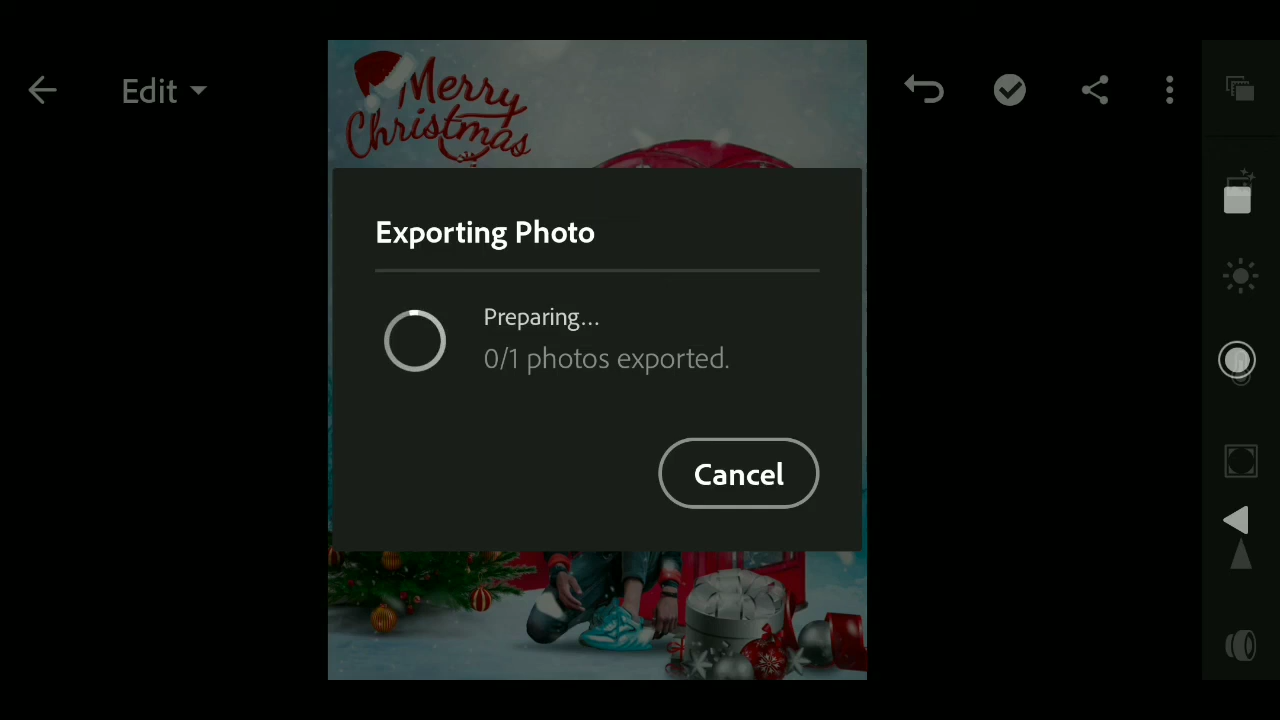 Edit
Merry
Christmas
Exporting Photo
Preparing...
0/1 photos exported.
Cancel